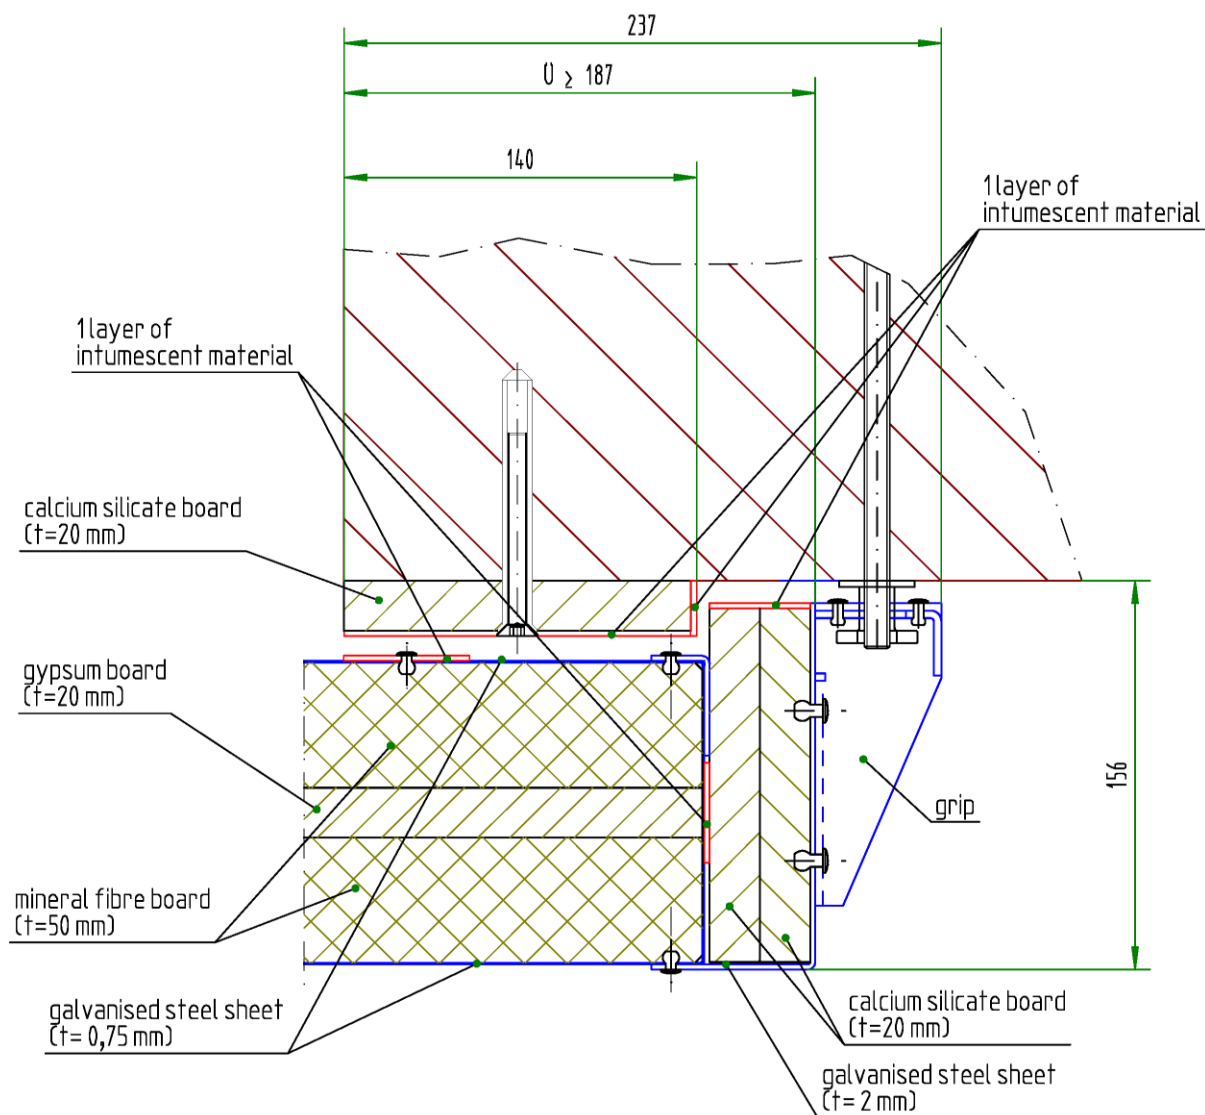 237
Ü ≥ 187
140
1 layer of
intumescent material
1 layer of
intumescent material
calcium silicate board
(t=20 mm)
gypsum board
(t=20 mm)
156
grip
mineral fibre board
(t=50 mm)
galvanised steel sheet
(t= 0,75 mm)
calcium silicate board
(t=20 mm)
galvanised steel sheet
(t= 2 mm)